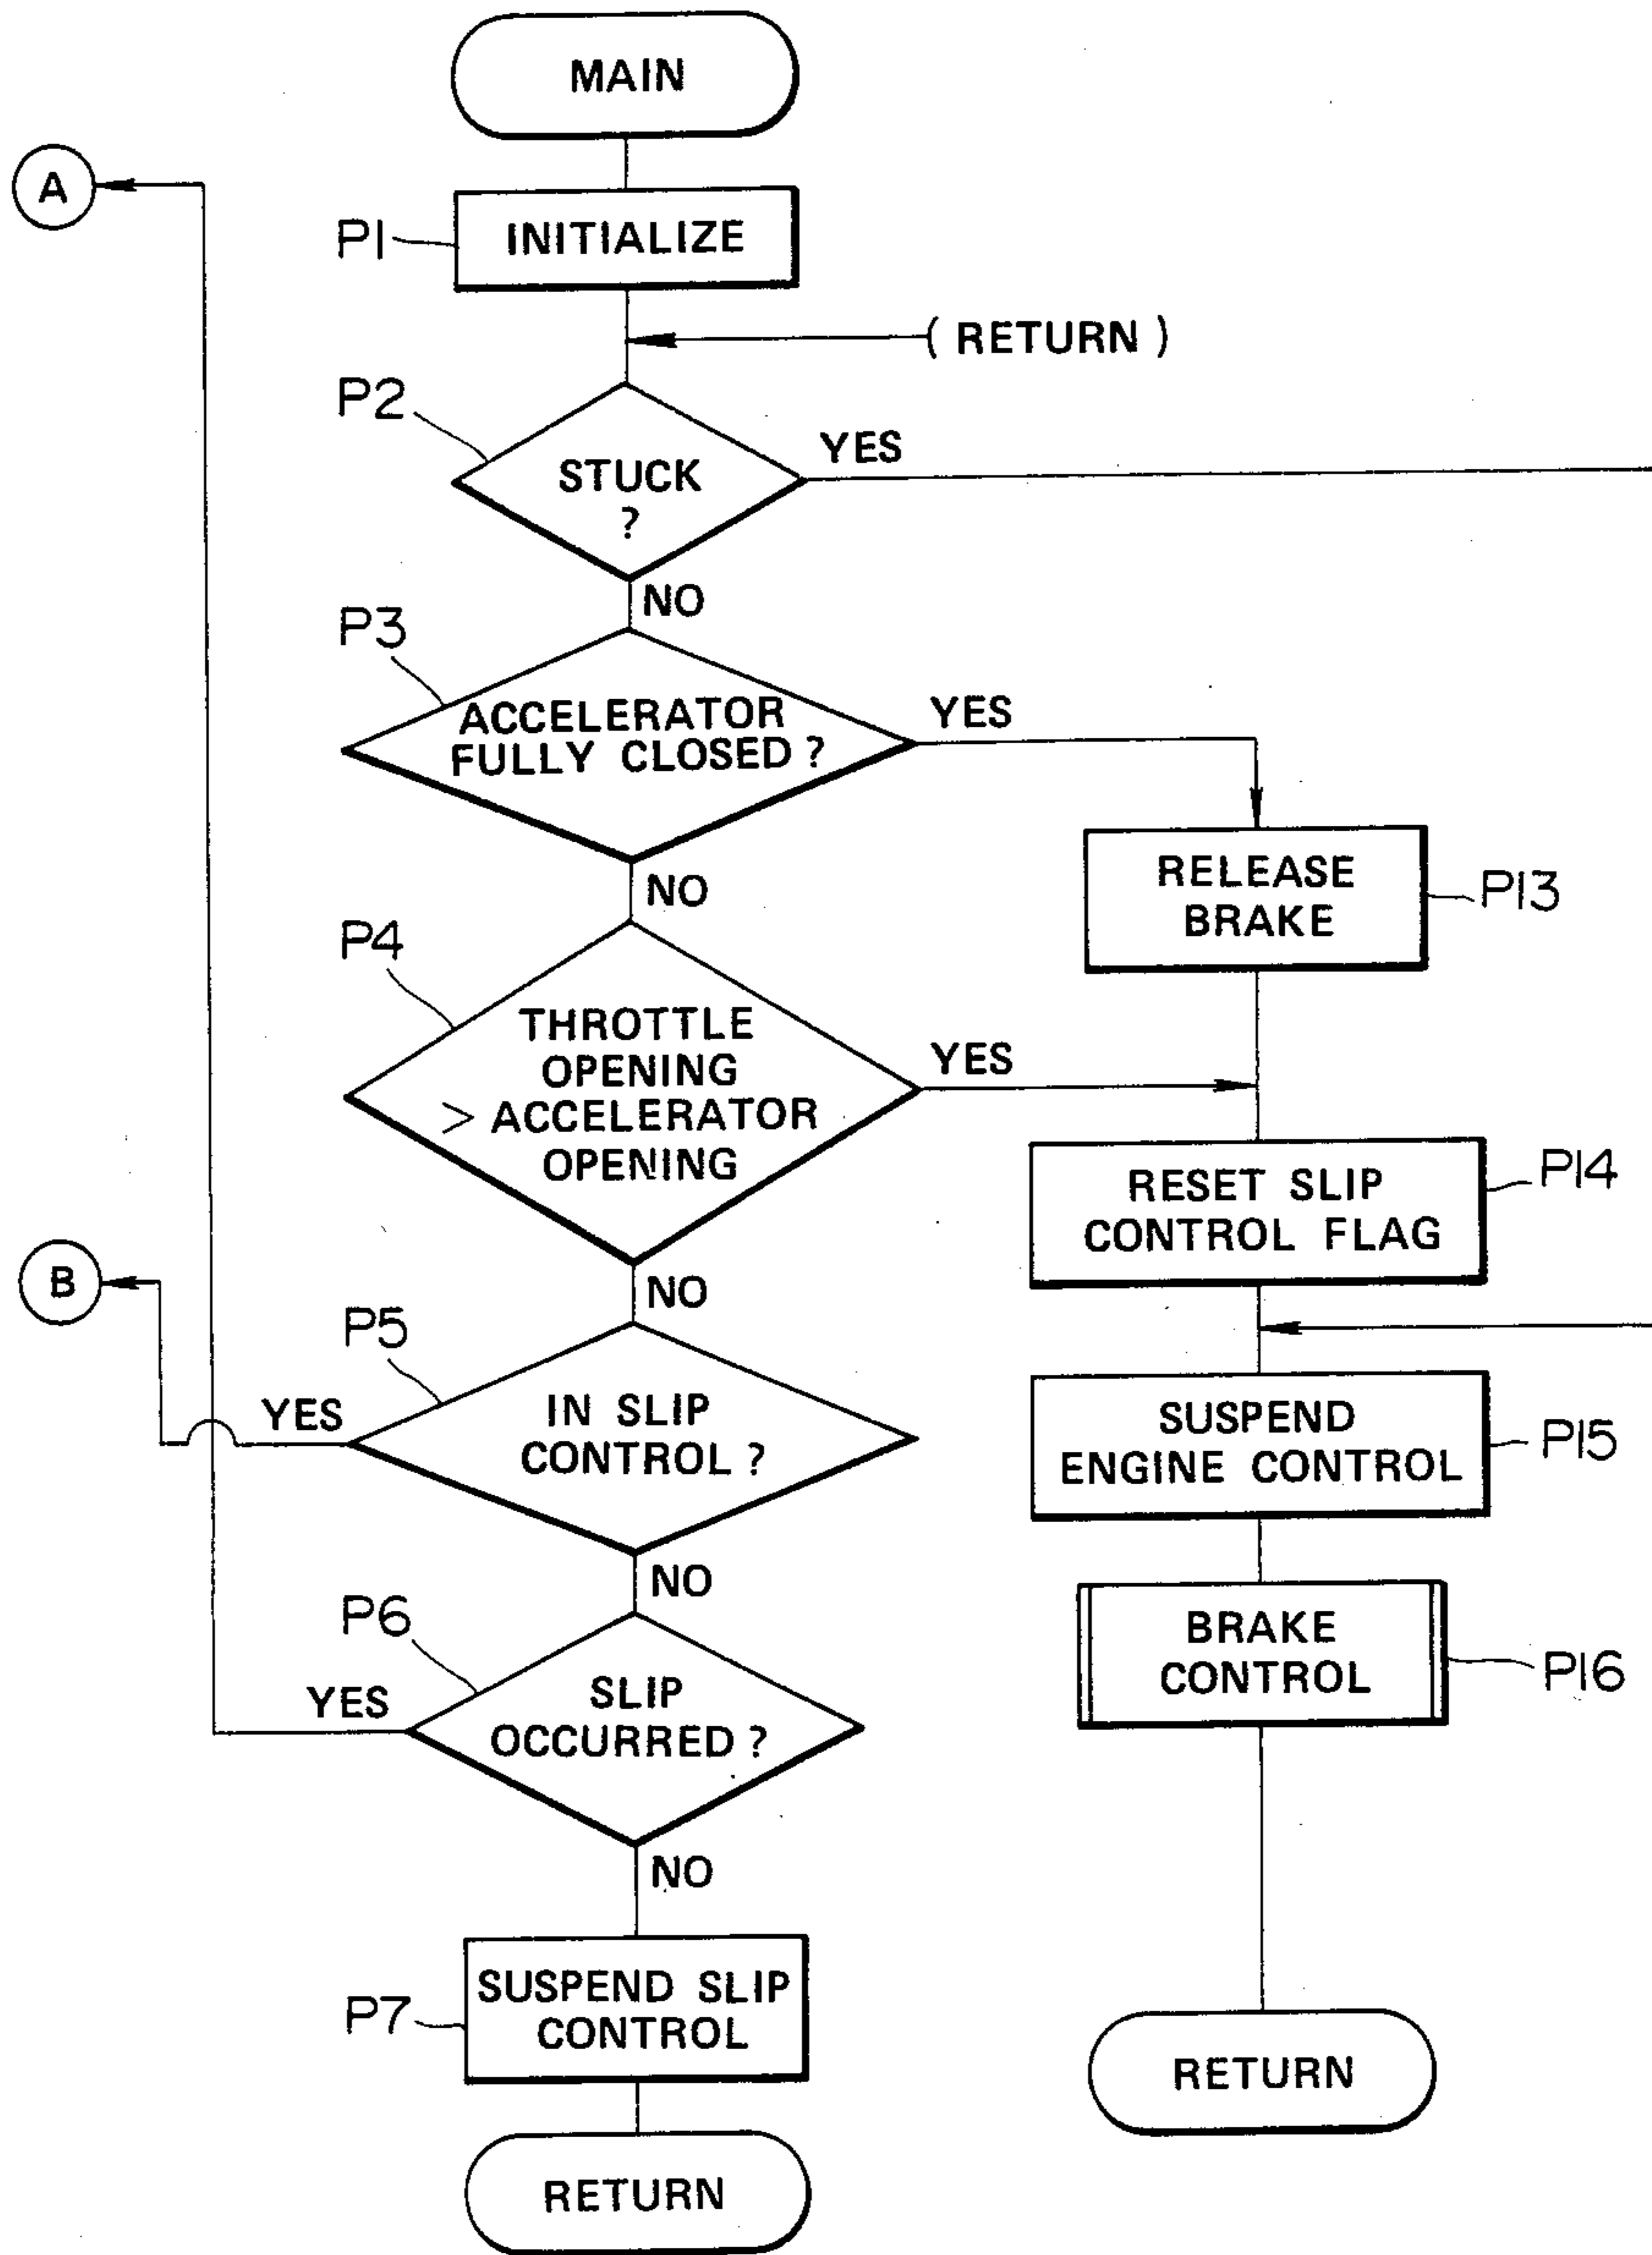 MAIN
A
P1
INITIALIZE
( RETURN )
P2
STUCK
?
YES
NO
P3
ACCELERATOR
FULLY CLOSED ?
YES
NO
RELEASE
BRAKE
P13
P4
THROTTLE
OPENING
> ACCELERATOR
OPENING
YES
NO
RESET SLIP
CONTROL FLAG
P14
B
P5
YES
IN SLIP
CONTROL ?
NO
SUSPEND
ENGINE CONTROL
P15
P6
YES
SLIP
OCCURRED ?
NO
BRAKE
CONTROL
P16
P7
SUSPEND SLIP
CONTROL
RETURN
RETURN